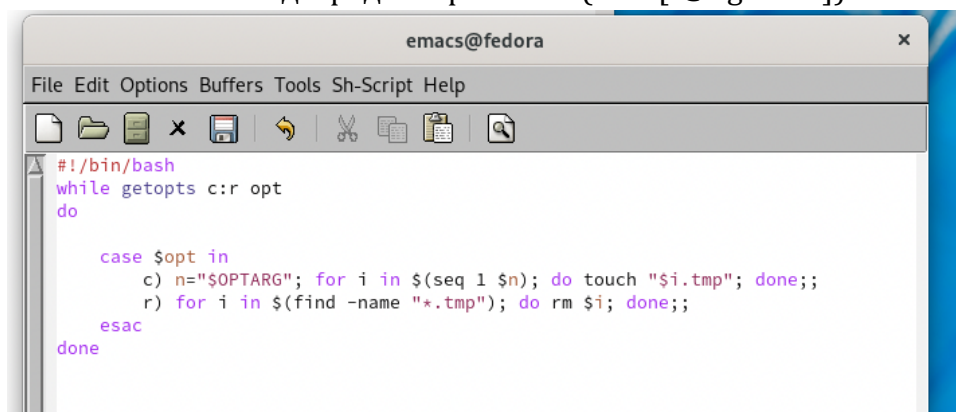 emacs@fedora ×
File Edit Options Buffers Tools Sh-Script Help
#!/bin/bash
while getopts c:r opt
do
case $opt in
c) n="$OPTARG"; for i in $(seq 1 $n); do touch "$i.tmp"; done;;
r) for i in $(find -name "*.tmp"); do rm $i; done;;
esac
done